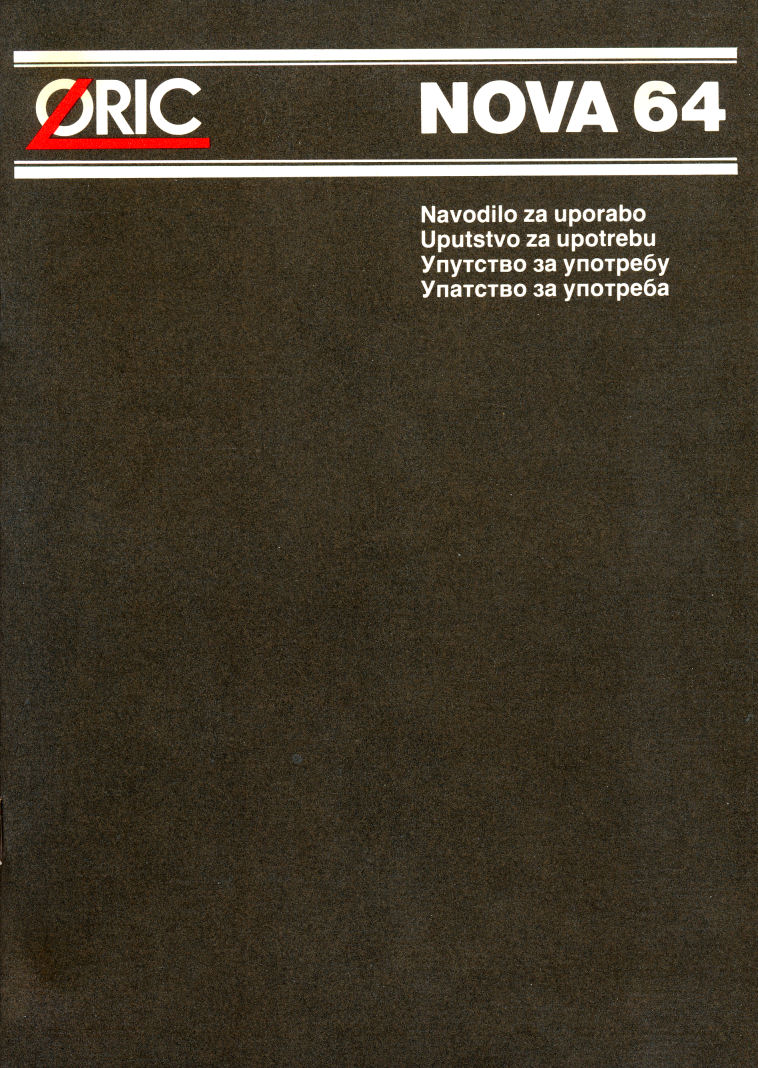 ORIC
NOVA 64
Navodilo za uporabo
Uputstvo za upotrebu
Упутство за употребу
Упатство за употреба